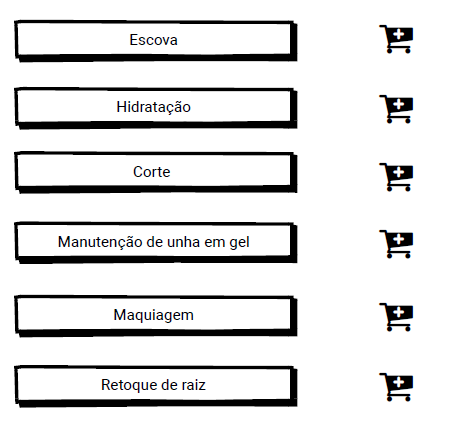 Escova
Hidratação
Corte
Manutenção de unha em gel
Maquiagem
Retoque de raiz